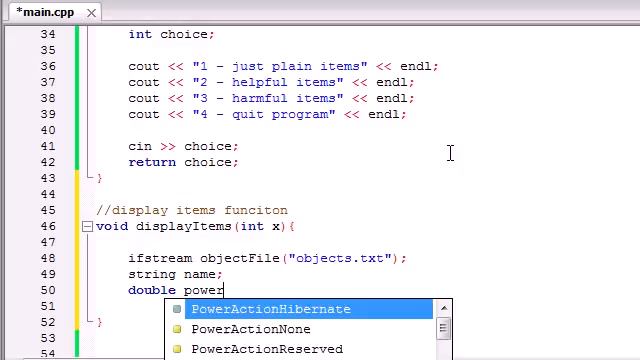 *main.cpp
34 int choice;
35
36 cout << "1 - just plain items" << endl;
37 cout << "2 - helpful items" << endl;
38 cout << "3 - harmful items" << endl;
39 cout << "4 - quit program" << endl;
40
41 cin >> choice;
42 return choice;
43 }
44
45 //display items funciton
46 void displayItems(int x){
47
48 ifstream objectFile("objects.txt");
49 string name;
50 double power
51 PowerActionHibernate
PowerActionNone
52 }
53 PowerActionReserved
54